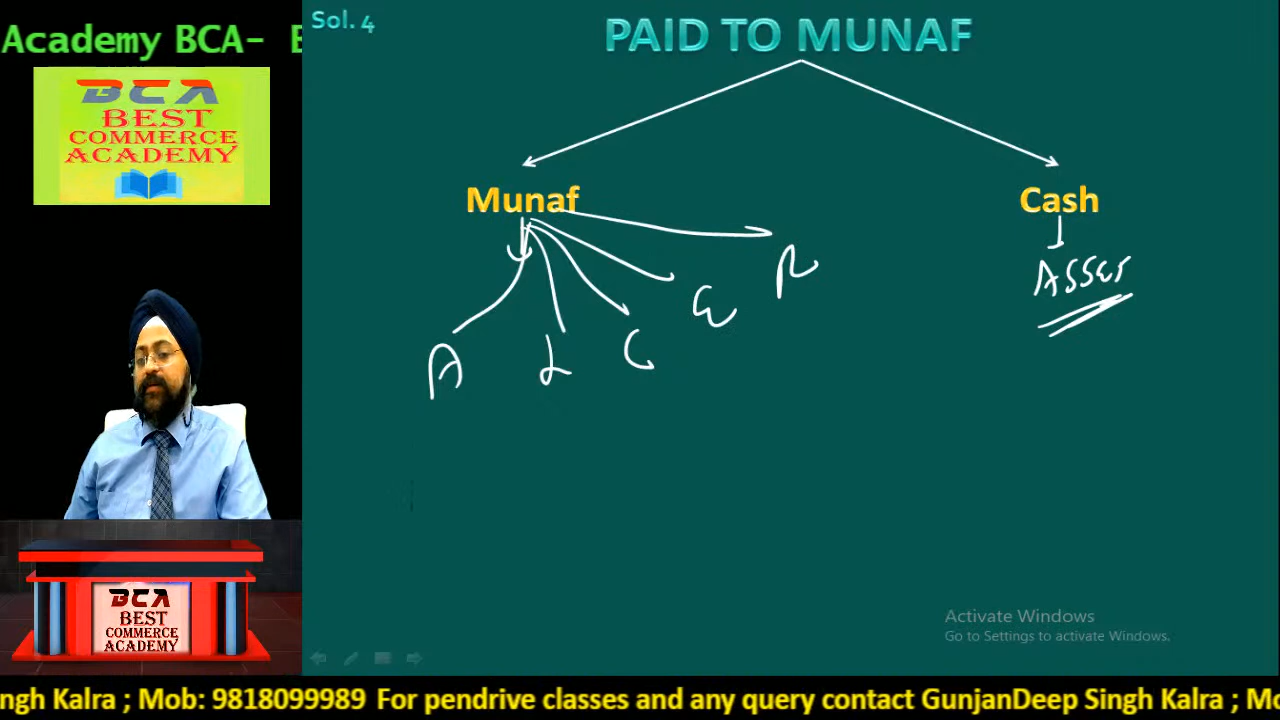 Academy BCA- E
Sol. 4
PAID TO MUNAF
BCA
BEST
COMMERCE
ACADEMY
Munaf
Cash
ASSET
A
L
C
E
R
BCA
BEST
COMMERCE
ACADEMY
Activate Windows
Go to Settings to activate Windows.
ngh Kalra ; Mob: 9818099989 For pendrive classes and any query contact GunjanDeep Singh Kalra ; Mo